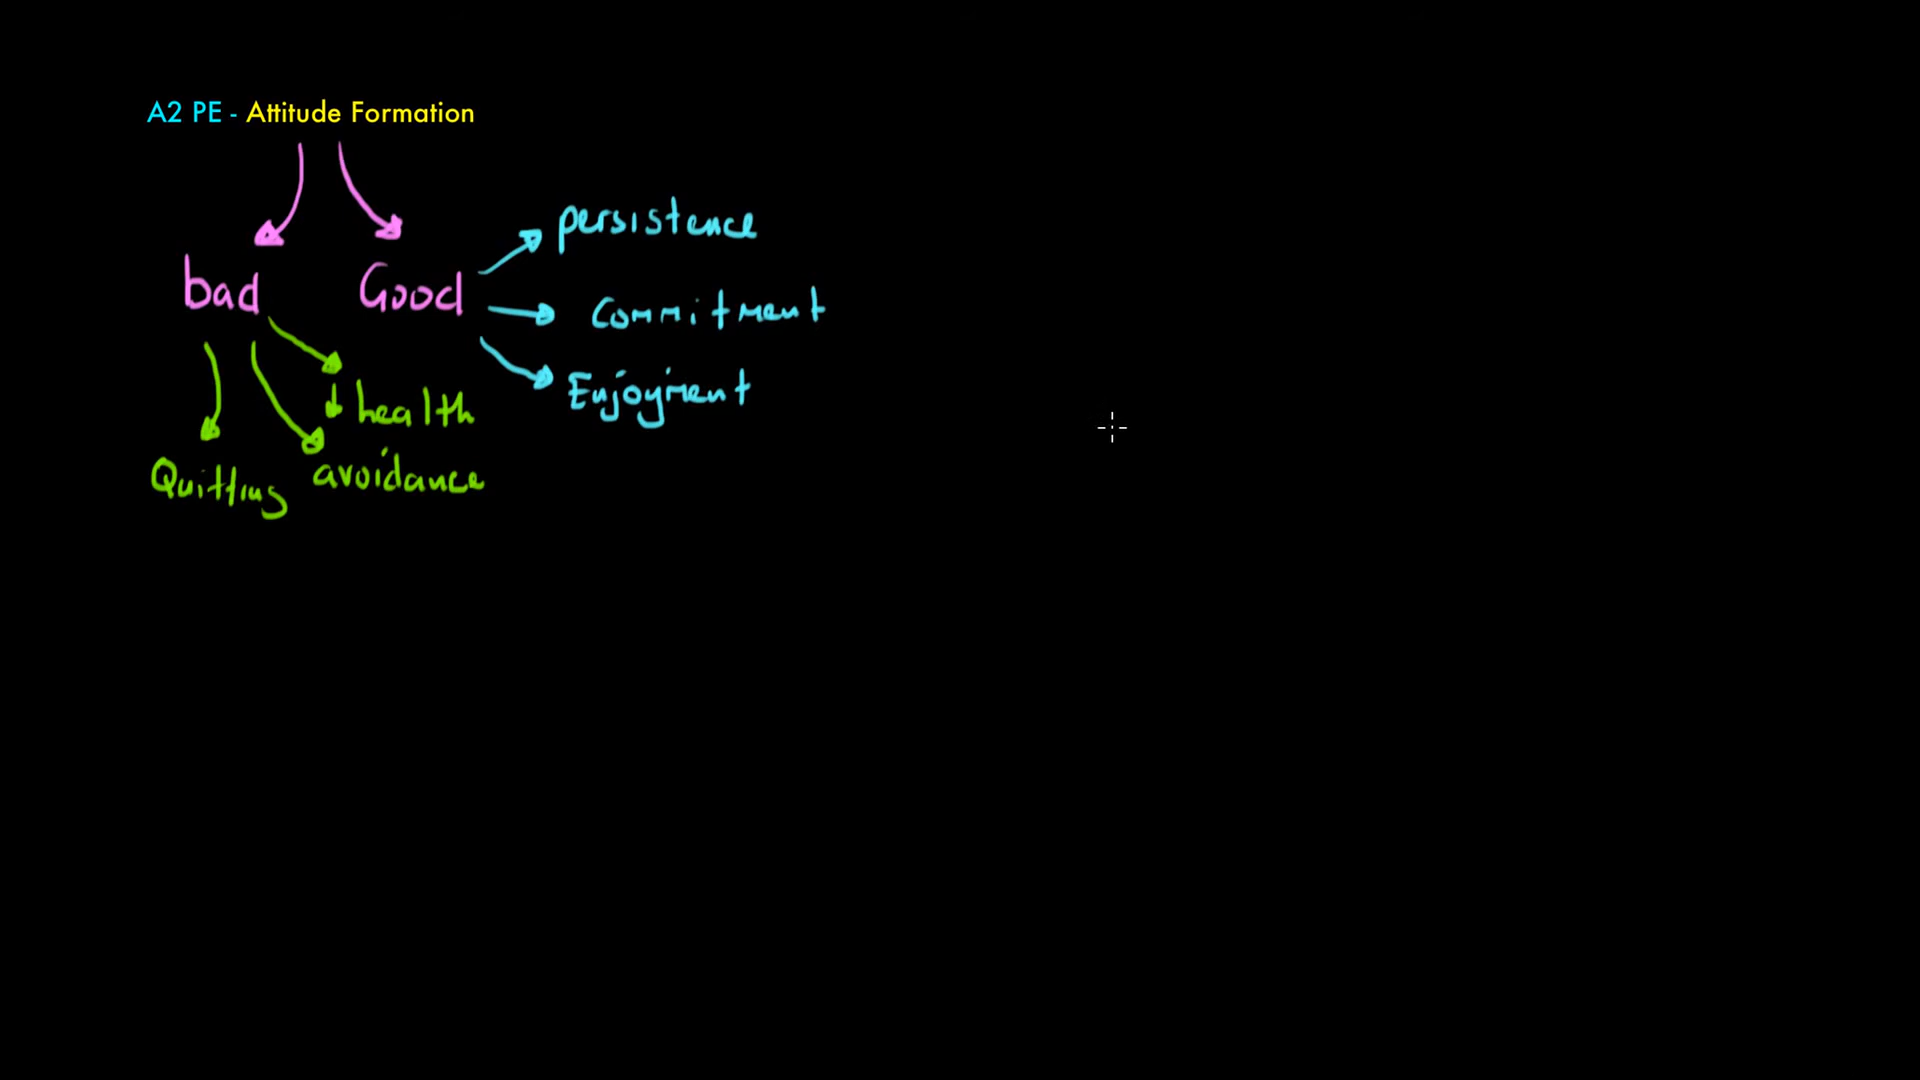 A2 PE - Attitude Formation
bad
Good
persistence
Commitment
Enjoyment
health
Quitting
avoidance